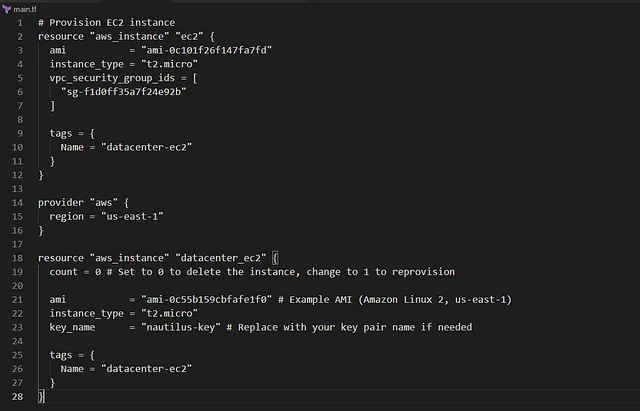 main.tf
1 # Provision EC2 instance
2 resource "aws_instance" "ec2" {
3   ami           = "ami-0c101f26f147fa7fd"
4   instance_type = "t2.micro"
5   vpc_security_group_ids = [
6     "sg-f1d0ff35a7f24e92b"
7   ]
8
9   tags = {
10     Name = "datacenter-ec2"
11   }
12 }
13
14 provider "aws" {
15   region = "us-east-1"
16 }
17
18 resource "aws_instance" "datacenter_ec2" {
19   count = 0 # Set to 0 to delete the instance, change to 1 to reprovision
20
21   ami           = "ami-0c55b159cbfafe1f0" # Example AMI (Amazon Linux 2, us-east-1)
22   instance_type = "t2.micro"
23   key_name      = "nautilus-key" # Replace with your key pair name if needed
24
25   tags = {
26     Name = "datacenter-ec2"
27   }
28 }